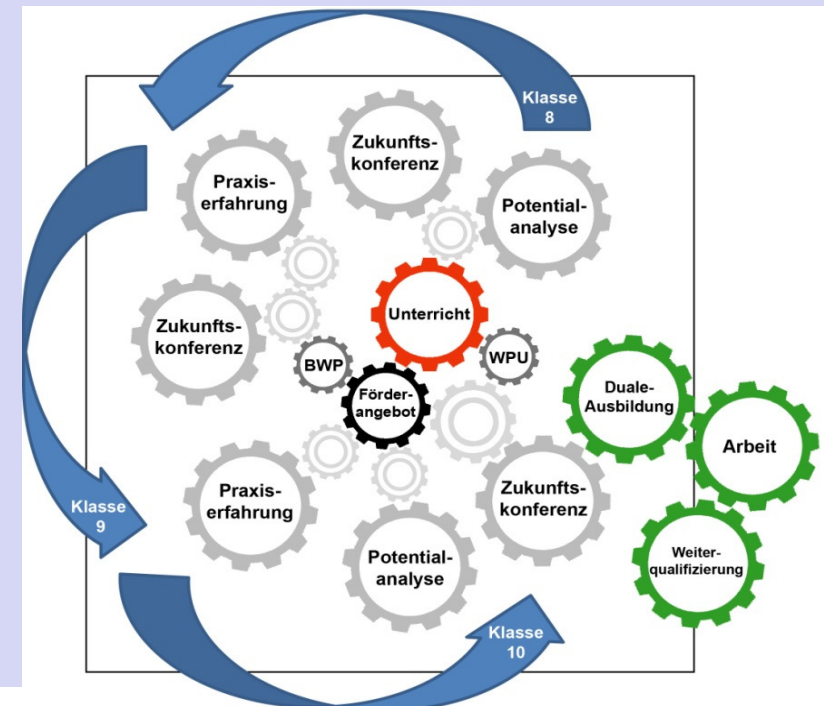 Klasse
8
Zukunfts-
konferenz
Praxis-
erfahrung
Potential-
analyse
Unterricht
Zukunfts-
konferenz
BWP
WPU
Förder-
angebot
Duale-
Ausbildung
Arbeit
Praxis-
erfahrung
Zukunfts-
konferenz
Klasse
9
Potential-
analyse
Weiter-
qualifizierung
Klasse
10